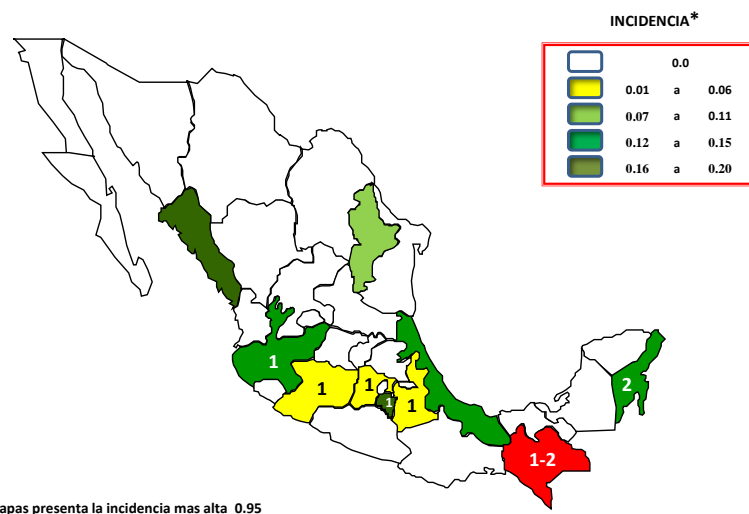 INCIDENCIA*
0.0
0.01 a 0.06
0.07 a 0.11
0.12 a 0.15
0.16 a 0.20
1
1
1
1
1
2
1-2
apas presenta la incidencia mas alta 0.95